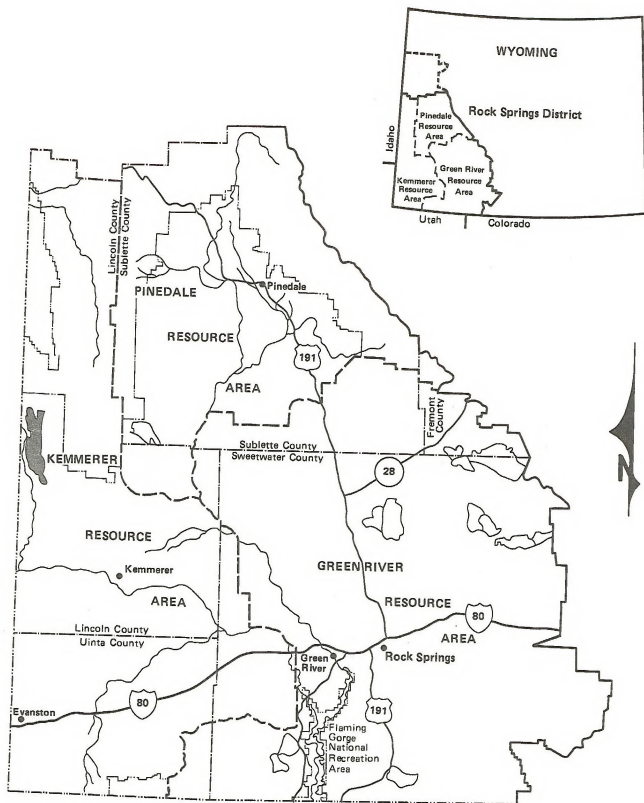 WYOMING
Rock Springs District
Pinedale
Resource
Area
Green River
Resource
Area
Kemmerer
Resource
Area
Idaho
Utah
Colorado
Lincoln County
Sublette County
PINEDALE
Pinedale
RESOURCE
191
AREA
Fremont
County
Sublette County
Sweetwater County
KEMMERER
28
N
RESOURCE
Kemmerer
GREEN RIVER
AREA
RESOURCE
80
AREA
Lincoln County
Uinta County
Green
River
Rock Springs
80
191
Evanston
Flaming
Gorge
National
Recreation
Area